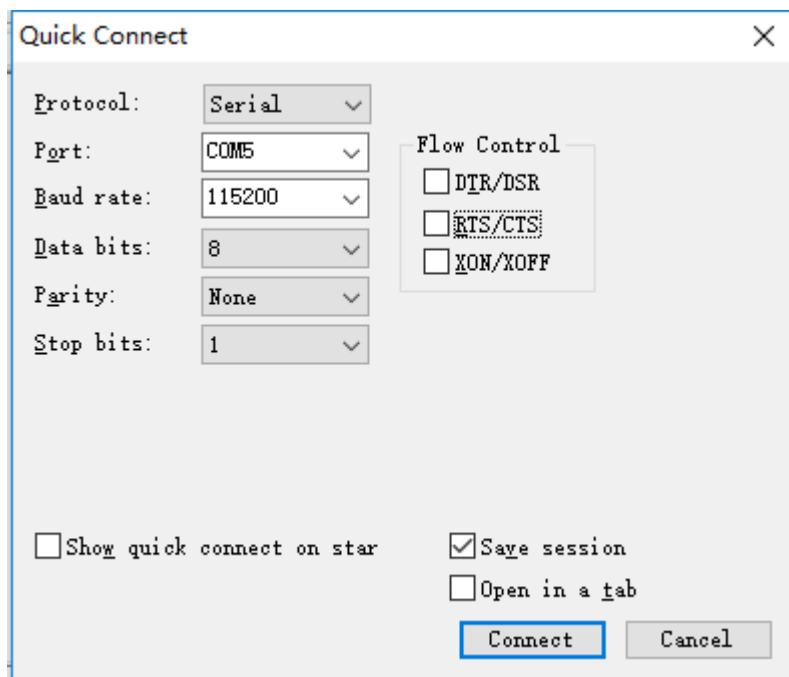 Quick Connect
Protocol: Serial
Port: COM5
Baud rate: 115200
Data bits: 8
Parity: None
Stop bits: 1
Flow Control
DTR/DSR
RTS/CTS
XON/XOFF
Show quick connect on star
Save session
Open in a tab
Connect Cancel